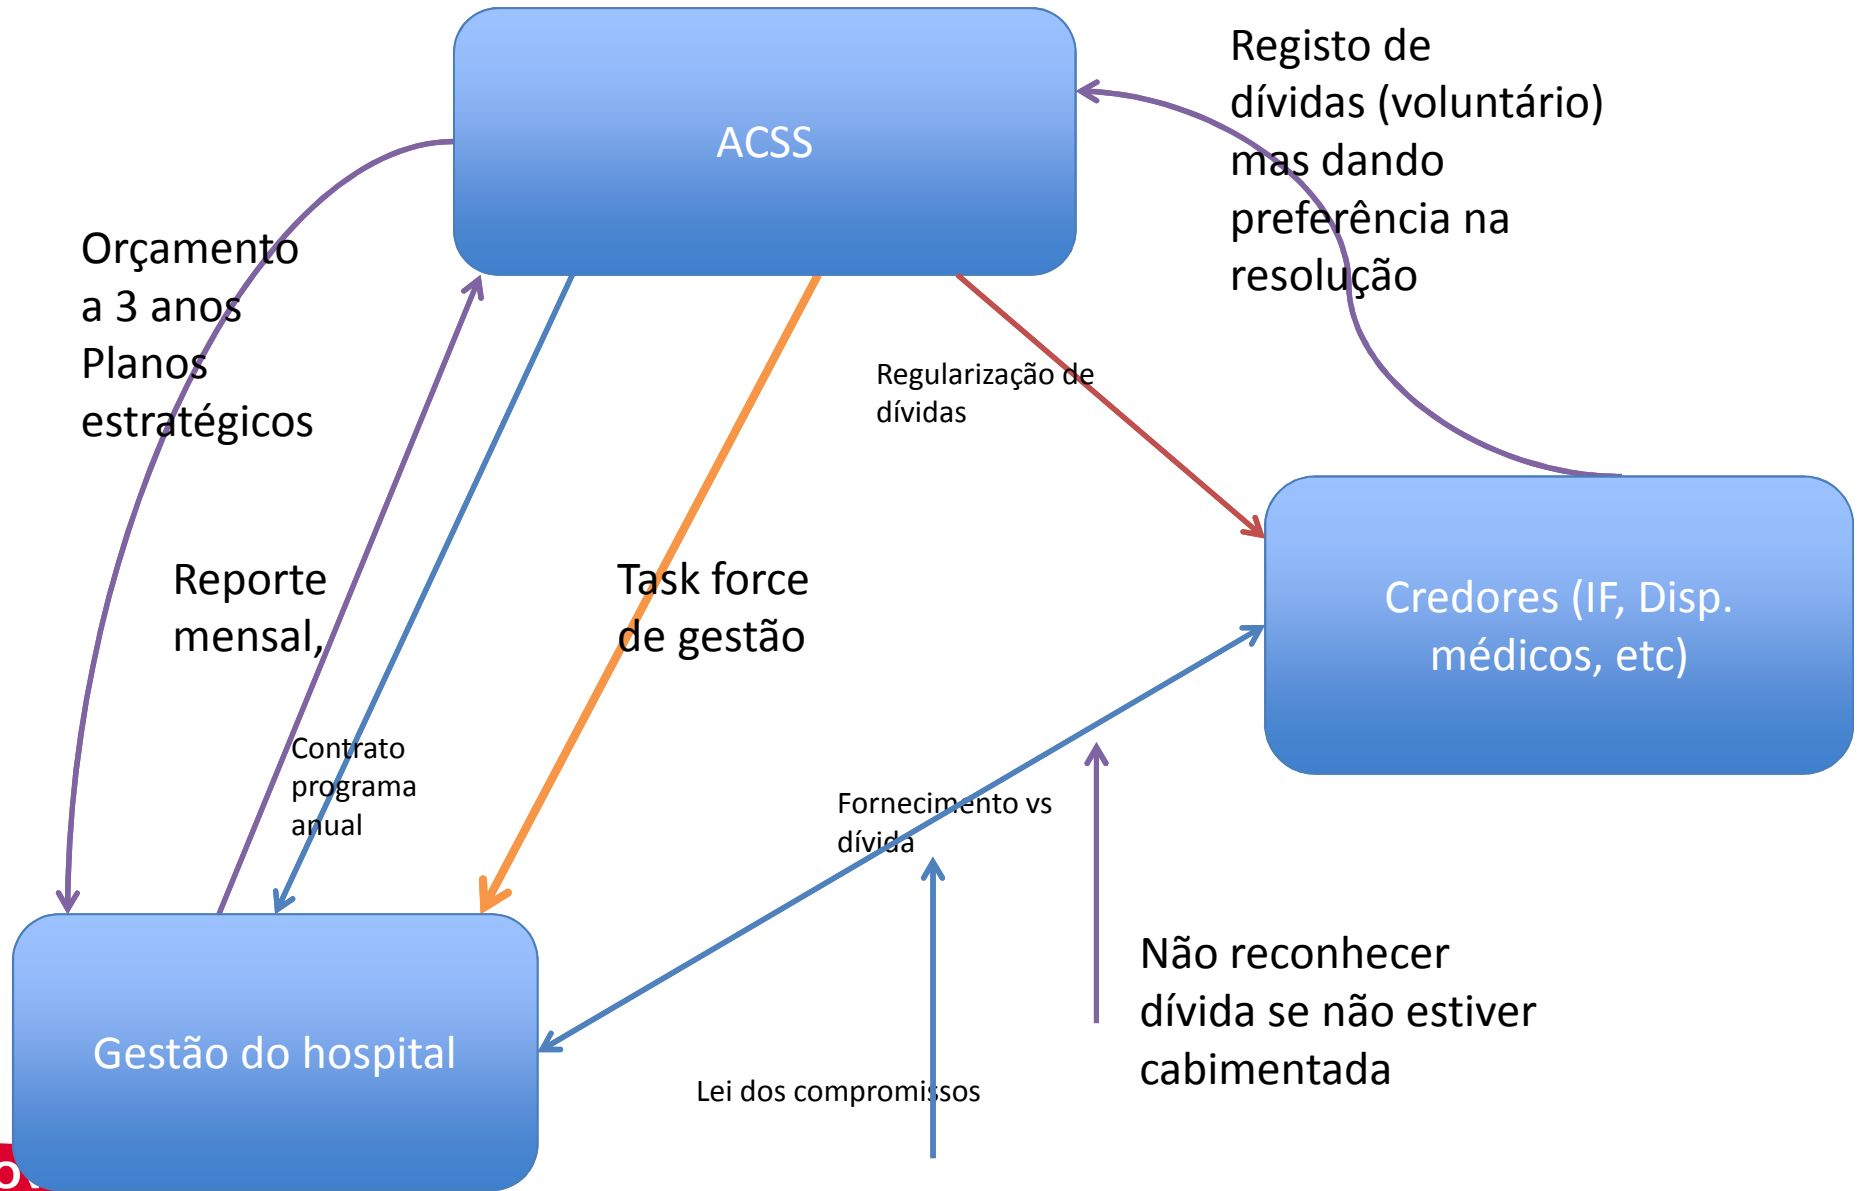 ACSS
Registo de
dívidas (voluntário)
mas dando
preferência na
resolução
Orçamento
a 3 anos
Planos
estratégicos
Regularização de
dívidas
Reporte
mensal,
Task force
de gestão
Credores (IF, Disp.
médicos, etc)
Contrato
programa
anual
Fornecimento vs
dívida
Não reconhecer
dívida se não estiver
cabimentada
Gestão do hospital
Lei dos compromissos